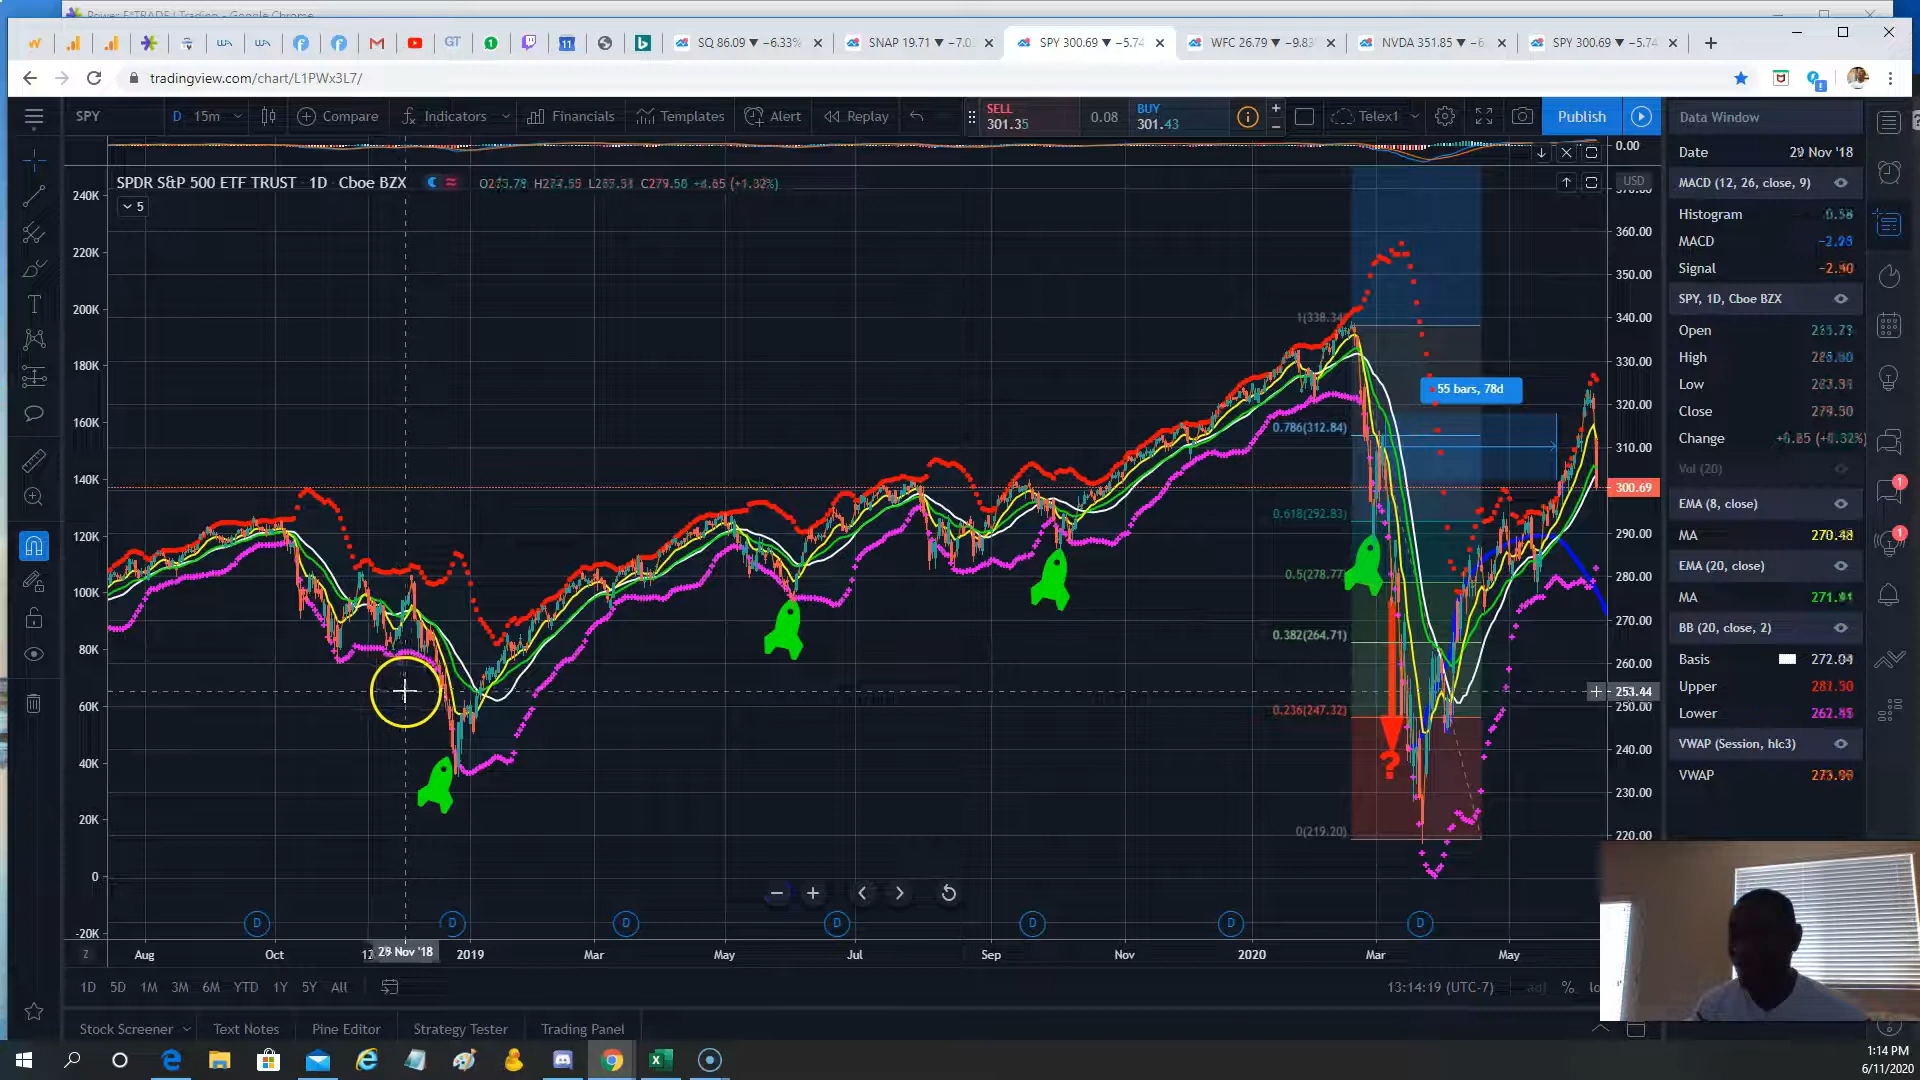 Power E*TRADE | Trading - Google Chrome
SQ 86.09 ▼ −6.33%
SNAP 19.71 ▼ −7.0
SPY 300.69 ▼ −5.74
WFC 26.79 ▼ −9.83
NVDA 351.85 ▼ −6
SPY 300.69 ▼ −5.74
tradingview.com/chart/L1PWx3L7/
SPY
D 15m
Compare
Indicators
Financials
Templates
Alert
Replay
SELL
301.35
0.08
BUY
301.43
Telex1
Publish
0.00
SPDR S&P 500 ETF TRUST · 1D · Cboe BZX
5
USD
240K
220K
200K
180K
160K
140K
120K
100K
80K
60K
40K
20K
0
-20K
1(338.34)
0.786(312.84)
0.618(292.83)
0.5(278.77)
0.382(264.71)
0.236(247.32)
0(219.20)
55 bars, 78d
?
360.00
350.00
340.00
330.00
320.00
310.00
300.69
290.00
280.00
270.00
260.00
253.44
250.00
240.00
230.00
220.00
D D D D D D D
Z
Aug
Oct
Nov '18
2019
Mar
May
Jul
Sep
Nov
2020
Mar
May
1D 5D 1M 3M 6M YTD 1Y 5Y All
13:14:19 (UTC-7)
adj
%
Stock Screener
Text Notes
Pine Editor
Strategy Tester
Trading Panel
Data Window
Date
Nov '18
MACD (12, 26, close, 9)
Histogram
MACD
Signal
SPY, 1D, Cboe BZX
Open
High
Low
Close
Change
Vol (20)
EMA (8, close)
MA
EMA (20, close)
MA
BB (20, close, 2)
Basis
Upper
Lower
VWAP (Session, hlc3)
VWAP
1
1
1:14 PM
6/11/2020